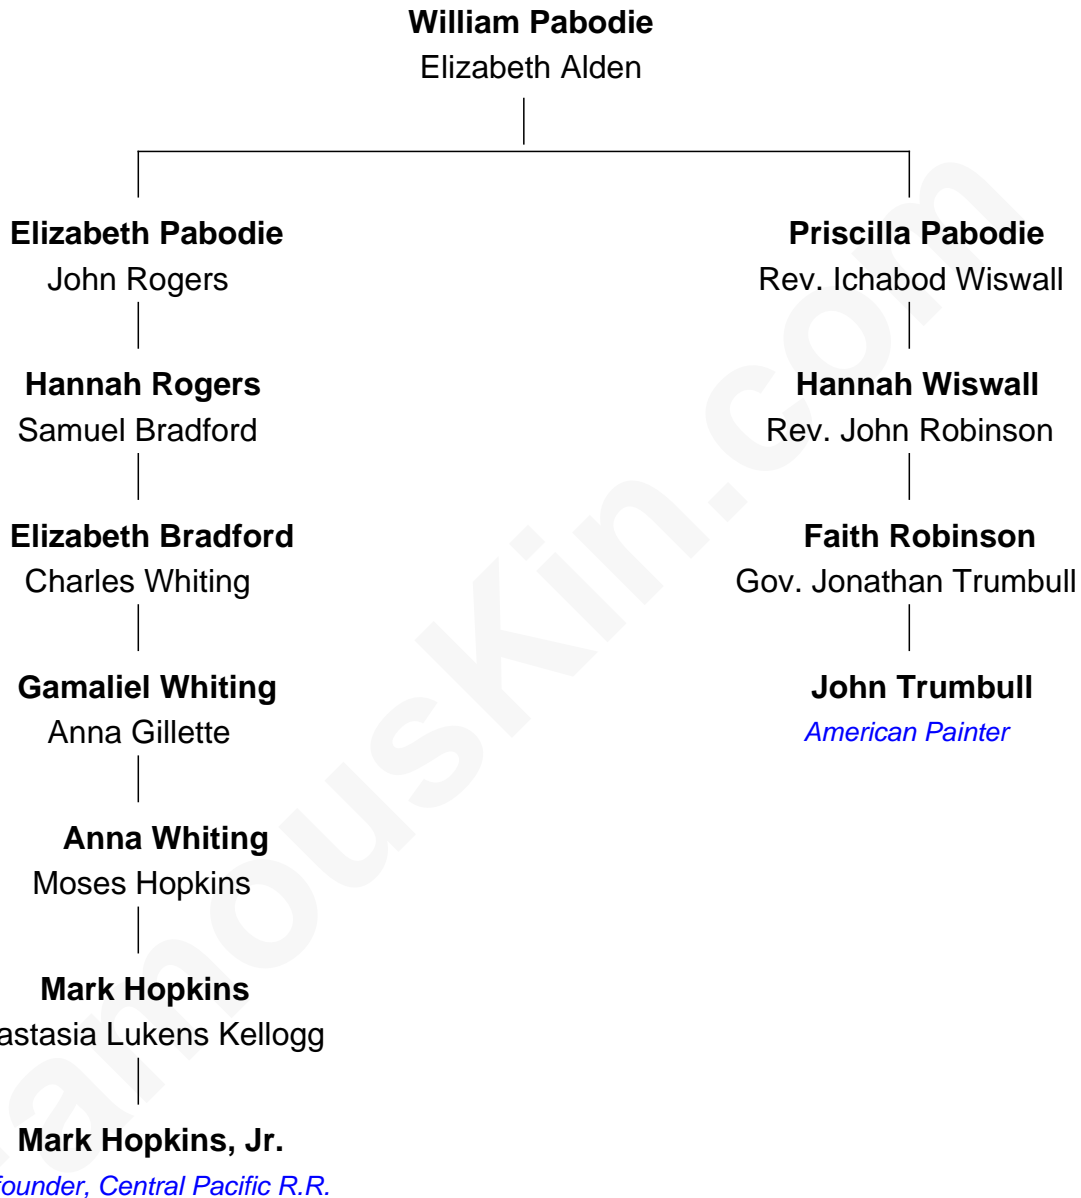 William Pabodie
Elizabeth Alden
Elizabeth Pabodie
John Rogers
Hannah Rogers
Samuel Bradford
Elizabeth Bradford
Charles Whiting
Gamaliel Whiting
Anna Gillette
Anna Whiting
Moses Hopkins
Mark Hopkins
astasia Lukens Kellogg
Mark Hopkins, Jr.
founder, Central Pacific R.R.
Priscilla Pabodie
Rev. Ichabod Wiswall
Hannah Wiswall
Rev. John Robinson
Faith Robinson
Gov. Jonathan Trumbull
John Trumbull
American Painter
amousKin.com